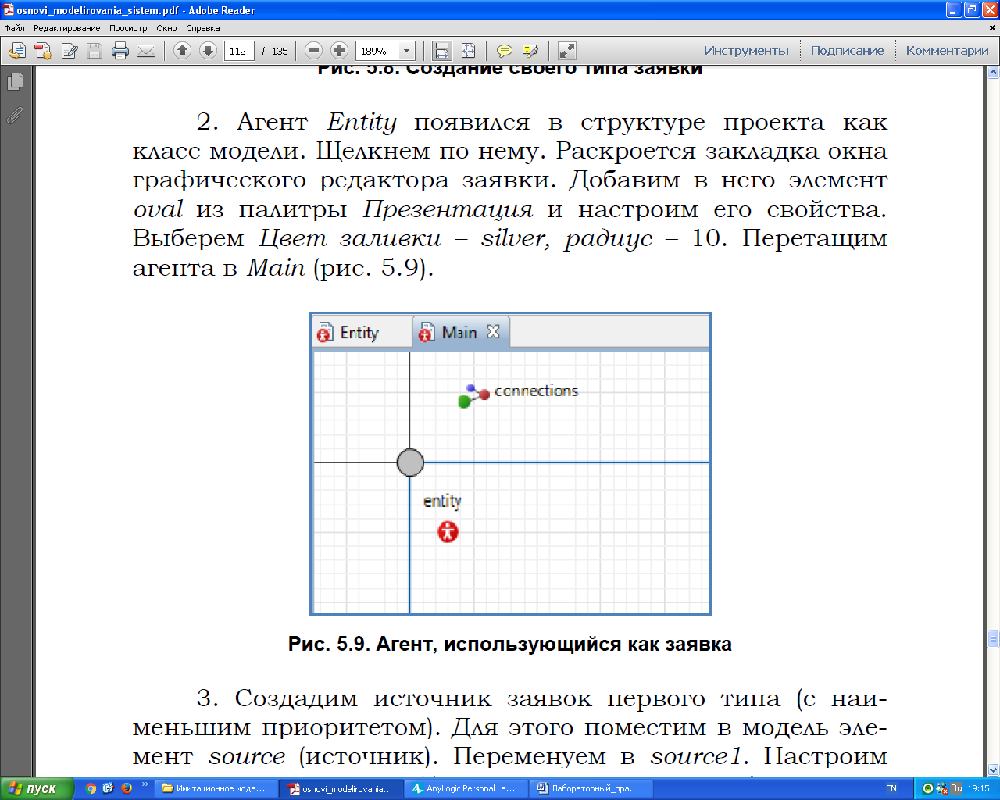 osnovi_modelirovania_sistem.pdf - Adobe Reader
Файл Редактирование Просмотр Окно Справка
112 / 135 189% Инструменты Подписание Комментарии
Рис. 5.8. Создание своего типа заявки
2. Агент Entity появился в структуре проекта как
класс модели. Щелкнем по нему. Раскроется закладка окна
графического редактора заявки. Добавим в него элемент
oval из палитры Презентация и настроим его свойства.
Выберем Цвет заливки – silver, радиус – 10. Перетащим
агента в Main (рис. 5.9).
Entity Main
connections
entity
Рис. 5.9. Агент, использующийся как заявка
3. Создадим источник заявок первого типа (с наи-
меньшим приоритетом). Для этого поместим в модель эле-
мент source (источник). Переменуем в source1. Настроим
пуск » Имитационное моде... osnovi_modelirovania... AnyLogic Personal Le... Лабораторный_пра... EN Ru 19:15